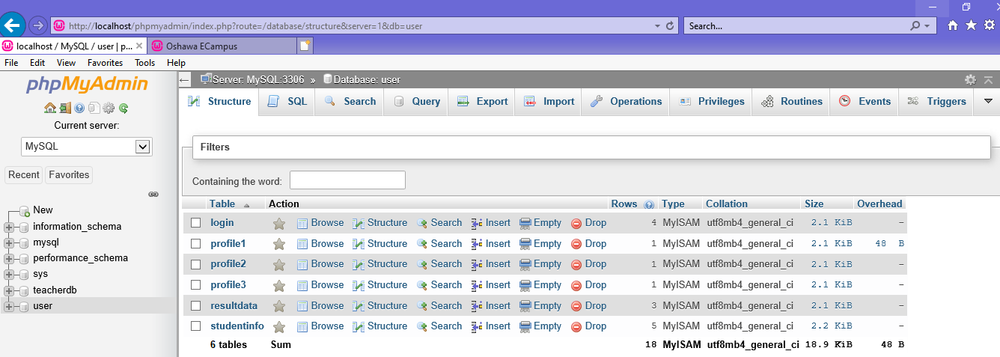 http://localhost/phpmyadmin/index.php?route=/database/structure&server=1&db=user
Search...
localhost / MySQL / user | p...
Oshawa ECampus
File Edit View Favorites Tools Help
phpMyAdmin
Current server:
MySQL
Recent Favorites
New
information_schema
mysql
performance_schema
sys
teacherdb
user
Server: MySQL:3306 » Database: user
Structure SQL Search Query Export Import Operations Privileges Routines Events Triggers
Filters
Containing the word:
Table Action Rows Type Collation Size Overhead
login Browse Structure Search Insert Empty Drop 4 MyISAM utf8mb4_general_ci 2.1 KiB -
profile1 Browse Structure Search Insert Empty Drop 1 MyISAM utf8mb4_general_ci 2.1 KiB 48 B
profile2 Browse Structure Search Insert Empty Drop 1 MyISAM utf8mb4_general_ci 2.1 KiB -
profile3 Browse Structure Search Insert Empty Drop 1 MyISAM utf8mb4_general_ci 2.1 KiB -
resultdata Browse Structure Search Insert Empty Drop 3 MyISAM utf8mb4_general_ci 2.1 KiB -
studentinfo Browse Structure Search Insert Empty Drop 5 MyISAM utf8mb4_general_ci 2.2 KiB -
6 tables Sum 18 MyISAM utf8mb4_general_ci 18.9 KiB 48 B